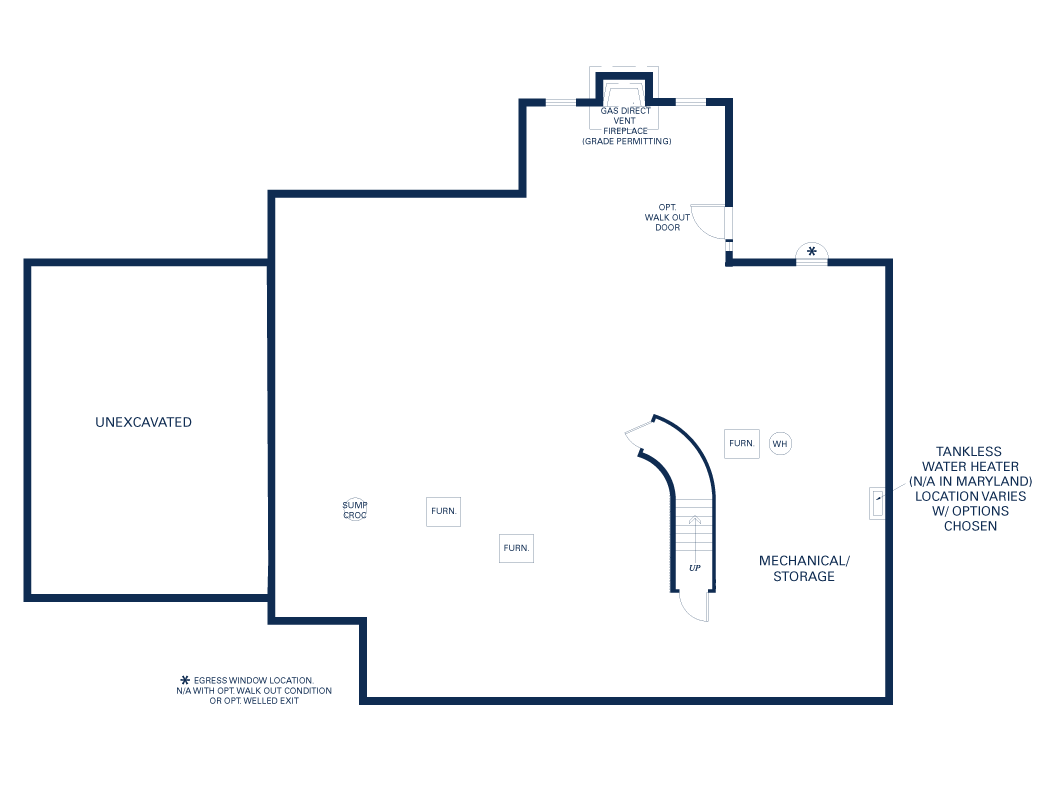 GAS DIRECT
VENT
FIREPLACE
(GRADE PERMITTING)
OPT.
WALK OUT
DOOR
*
UNEXCAVATED
FURN.
WH
TANKLESS
WATER HEATER
(N/A IN MARYLAND)
LOCATION VARIES
W/ OPTIONS
CHOSEN
SUMP
CROC
FURN.
FURN.
UP
MECHANICAL/
STORAGE
* EGRESS WINDOW LOCATION.
N/A WITH OPT. WALK OUT CONDITION
OR OPT. WELLED EXIT